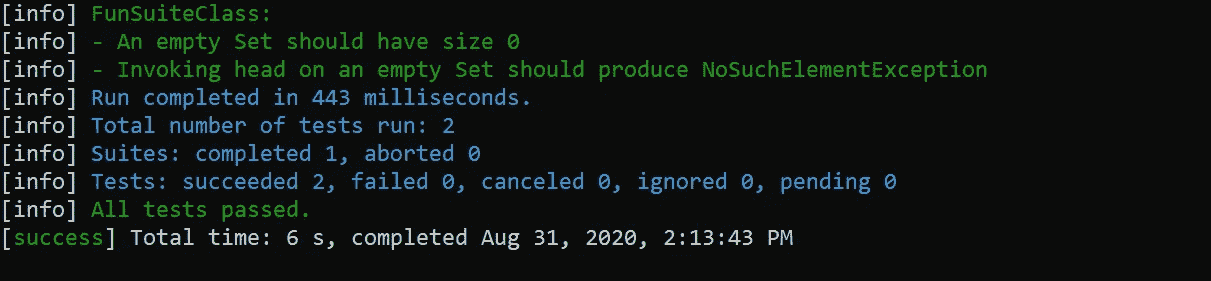 [info] FunSuiteClass:
[info] - An empty Set should have size 0
[info] - Invoking head on an empty Set should produce NoSuchElementException
[info] Run completed in 443 milliseconds.
[info] Total number of tests run: 2
[info] Suites: completed 1, aborted 0
[info] Tests: succeeded 2, failed 0, canceled 0, ignored 0, pending 0
[info] All tests passed.
[success] Total time: 6 s, completed Aug 31, 2020, 2:13:43 PM